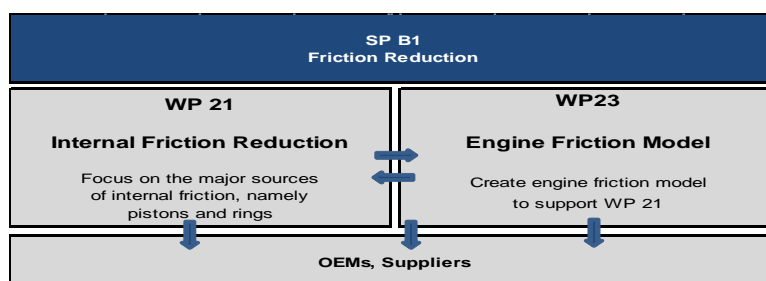 SP B1
Friction Reduction
WP 21
Internal Friction Reduction
Focus on the major sources
of internal friction, namely
pistons and rings
WP23
Engine Friction Model
Create engine friction model
to support WP 21
OEMs, Suppliers